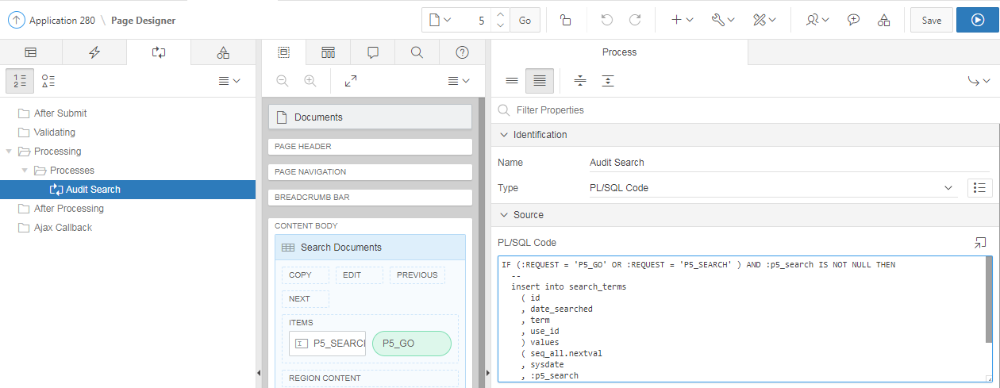 Application 280 \ Page Designer
5 Go Save
Process
1
2
Filter Properties
After Submit
Validating
Processing
Processes
Audit Search
After Processing
Ajax Callback
Documents
PAGE HEADER
PAGE NAVIGATION
BREADCRUMB BAR
CONTENT BODY
Search Documents
COPY EDIT PREVIOUS
NEXT
ITEMS
P5_SEARC P5_GO
REGION CONTENT
Identification
Name Audit Search
Type PL/SQL Code
Source
PL/SQL Code
IF (:REQUEST = 'P5_GO' OR :REQUEST = 'P5_SEARCH' ) AND :p5_search IS NOT NULL THEN
--
insert into search_terms
( id
, date_searched
, term
, use_id
) values
( seq_all.nextval
, sysdate
, :p5_search